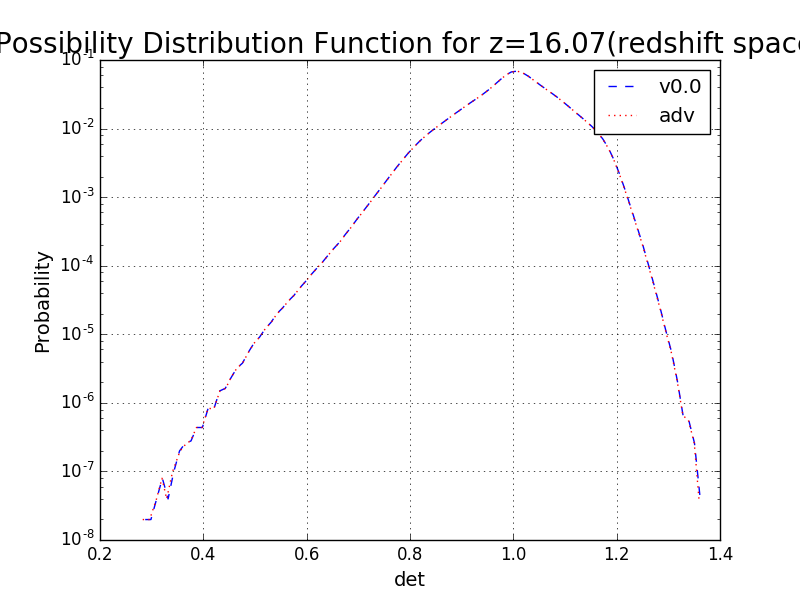 Possibility Distribution Function for z=16.07(redshift space
10^-1
10^-2
10^-3
10^-4
10^-5
10^-6
10^-7
10^-8
Probability
v0.0
adv
0.2 0.4 0.6 0.8 1.0 1.2 1.4
det